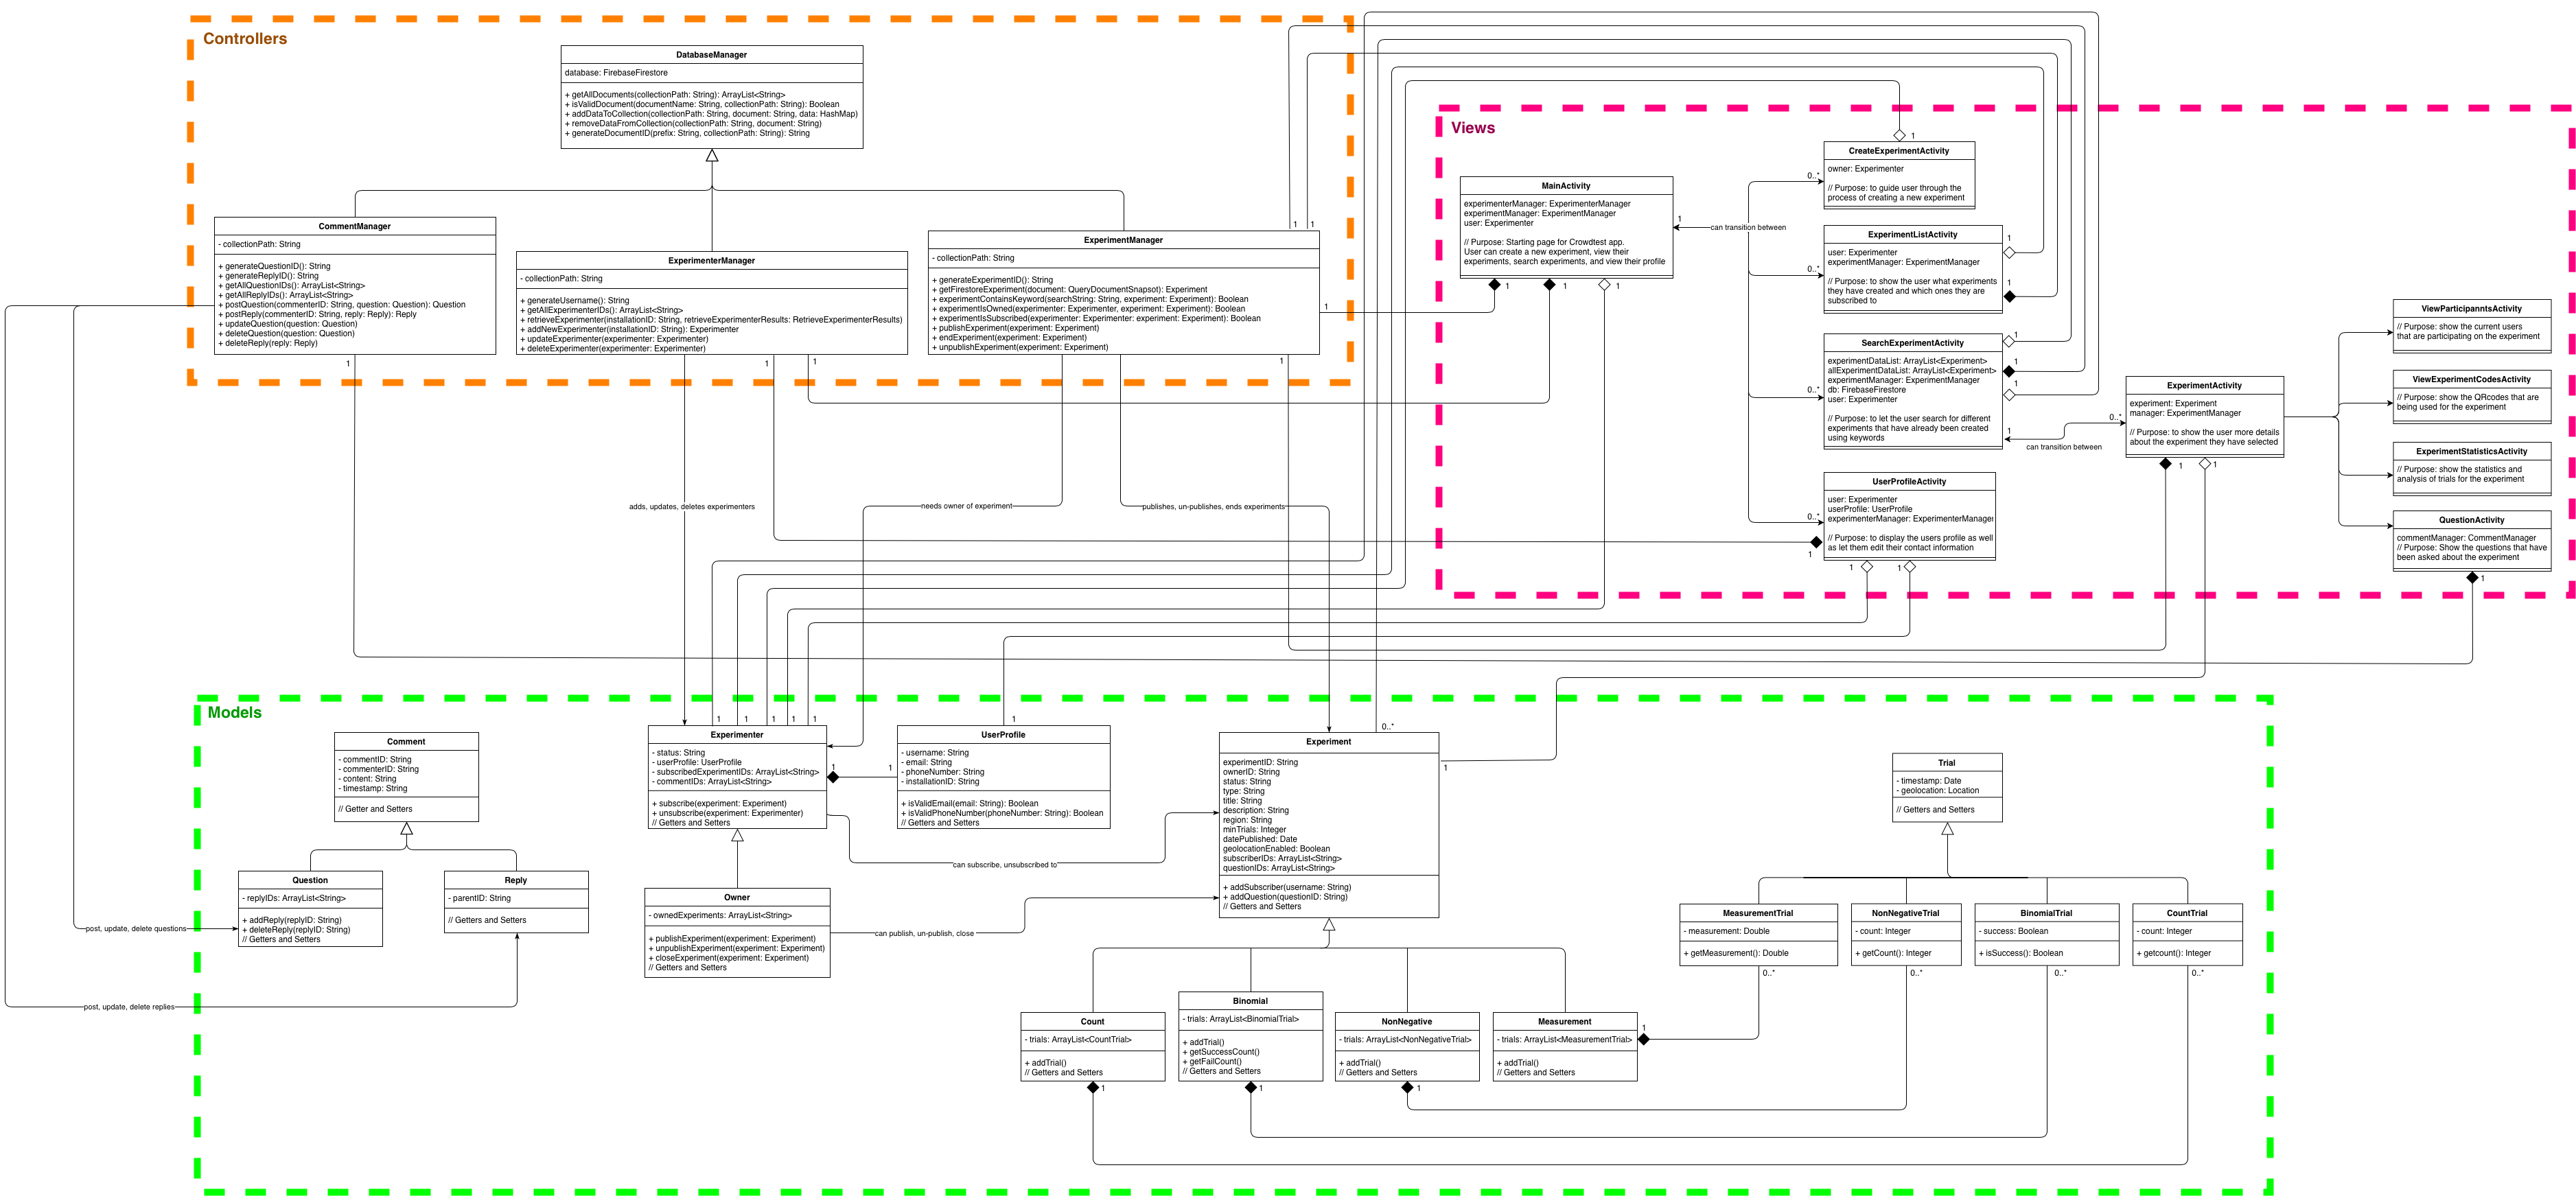 Controllers
DatabaseManager
database: FirebaseFirestore
+ getAllDocuments(collectionPath: String): ArrayList<String>
+ isValidDocument(documentName: String, collectionPath: String): Boolean
+ addDataToCollection(collectionPath: String, document: String, data: HashMap)
+ removeDataFromCollection(collectionPath: String, document: String)
+ generateDocumentID(prefix: String, collectionPath: String): String
CommentManager
- collectionPath: String
+ generateQuestionID(): String
+ generateReplyID(): String
+ getAllQuestionIDs(): ArrayList<String>
+ getAllReplyIDs(): ArrayList<String>
+ postQuestion(commenterID: String, question: Question): Question
+ postReply(commenterID: String, reply: Reply): Reply
+ updateQuestion(question: Question)
+ deleteQuestion(question: Question)
+ deleteReply(reply: Reply)
1
ExperimenterManager
- collectionPath: String
+ generateUsername(): String
+ getAllExperimenterIDs(): ArrayList<String>
+ retrieveExperimenter(installationID: String, retrieveExperimenterResults: RetrieveExperimenterResults)
+ addNewExperimenter(installationID: String): Experimenter
+ updateExperimenter(experimenter: Experimenter)
+ deleteExperimenter(experimenter: Experimenter)
1
1
ExperimentManager
- collectionPath: String
+ generateExperimentID(): String
+ getFirestoreExperiment(document: QueryDocumentSnapsot): Experiment
+ experimentContainsKeyword(searchString: String, experiment: Experiment): Boolean
+ experimentIsOwned(experimenter: Experimenter, experiment: Experiment): Boolean
+ experimentIsSubscribed(experimenter: Experimenter: experiment: Experiment): Boolean
+ publishExperiment(experiment: Experiment)
+ endExperiment(experiment: Experiment)
+ unpublishExperiment(experiment: Experiment)
1
1
1
1
Views
MainActivity
experimenterManager: ExperimenterManager
experimentManager: ExperimentManager
user: Experimenter
// Purpose: Starting page for Crowdtest app.
User can create a new experiment, view their
experiments, search experiments, and view their profile
1
1
1
1
can transition between
0..*
0..*
0..*
0..*
1
CreateExperimentActivity
owner: Experimenter
// Purpose: to guide user through the
process of creating a new experiment
ExperimentListActivity
user: Experimenter
experimentManager: ExperimentManager
// Purpose: to show the user what experiments
they have created and which ones they are
subscribed to
1
1
SearchExperimentActivity
experimentDataList: ArrayList<Experiment>
allExperimentDataList: ArrayList<Experiment>
experimentManager: ExperimentManager
db: FirebaseFirestore
user: Experimenter
// Purpose: to let the user search for different
experiments that have already been created
using keywords
1
1
1
1
can transition between
0..*
UserProfileActivity
user: Experimenter
userProfile: UserProfile
experimenterManager: ExperimenterManager
// Purpose: to display the users profile as well
as let them edit their contact information
1
1
1
ExperimentActivity
experiment: Experiment
manager: ExperimentManager
// Purpose: to show the user more details
about the experiment they have selected
1
1
ViewParticipanntsActivity
// Purpose: show the current users
that are participating on the experiment
ViewExperimentCodesActivity
// Purpose: show the QRcodes that are
being used for the experiment
ExperimentStatisticsActivity
// Purpose: show the statistics and
analysis of trials for the experiment
QuestionActivity
commentManager: CommentManager
// Purpose: Show the questions that have
been asked about the experiment
1
adds, updates, deletes experimenters
needs owner of experiment
publishes, un-publishes, ends experiments
Models
Comment
- commentID: String
- commenterID: String
- content: String
- timestamp: String
// Getter and Setters
Question
- replyIDs: ArrayList<String>
+ addReply(replyID: String)
+ deleteReply(replyID: String)
// Getters and Setters
Reply
- parentID: String
// Getters and Setters
post, update, delete questions
post, update, delete replies
1
1
1
1
1
Experimenter
- status: String
- userProfile: UserProfile
- subscribedExperimentIDs: ArrayList<String>
- commentIDs: ArrayList<String>
+ subscribe(experiment: Experiment)
+ unsubscribe(experiment: Experimenter)
// Getters and Setters
1
1
1
UserProfile
- username: String
- email: String
- phoneNumber: String
- installationID: String
+ isValidEmail(email: String): Boolean
+ isValidPhoneNumber(phoneNumber: String): Boolean
// Getters and Setters
can subscribe, unsubscribed to
Owner
- ownedExperiments: ArrayList<String>
+ publishExperiment(experiment: Experiment)
+ unpublishExperiment(experiment: Experiment)
+ closeExperiment(experiment: Experiment)
// Getters and Setters
can publish, un-publish, close
0..*
1
Experiment
experimentID: String
ownerID: String
status: String
type: String
title: String
description: String
region: String
minTrials: Integer
datePublished: Date
geolocationEnabled: Boolean
subscriberIDs: ArrayList<String>
questionIDs: ArrayList<String>
+ addSubscriber(username: String)
+ addQuestion(questionID: String)
// Getters and Setters
Trial
- timestamp: Date
- geolocation: Location
// Getters and Setters
MeasurementTrial
- measurement: Double
+ getMeasurement(): Double
0..*
NonNegativeTrial
- count: Integer
+ getCount(): Integer
0..*
BinomialTrial
- success: Boolean
+ isSuccess(): Boolean
0..*
CountTrial
- count: Integer
+ getcount(): Integer
0..*
Count
- trials: ArrayList<CountTrial>
+ addTrial()
// Getters and Setters
1
Binomial
- trials: ArrayList<BinomialTrial>
+ addTrial()
+ getSuccessCount()
+ getFailCount()
// Getters and Setters
1
NonNegative
- trials: ArrayList<NonNegativeTrial>
+ addTrial()
// Getters and Setters
1
Measurement
- trials: ArrayList<MeasurementTrial>
+ addTrial()
// Getters and Setters
1